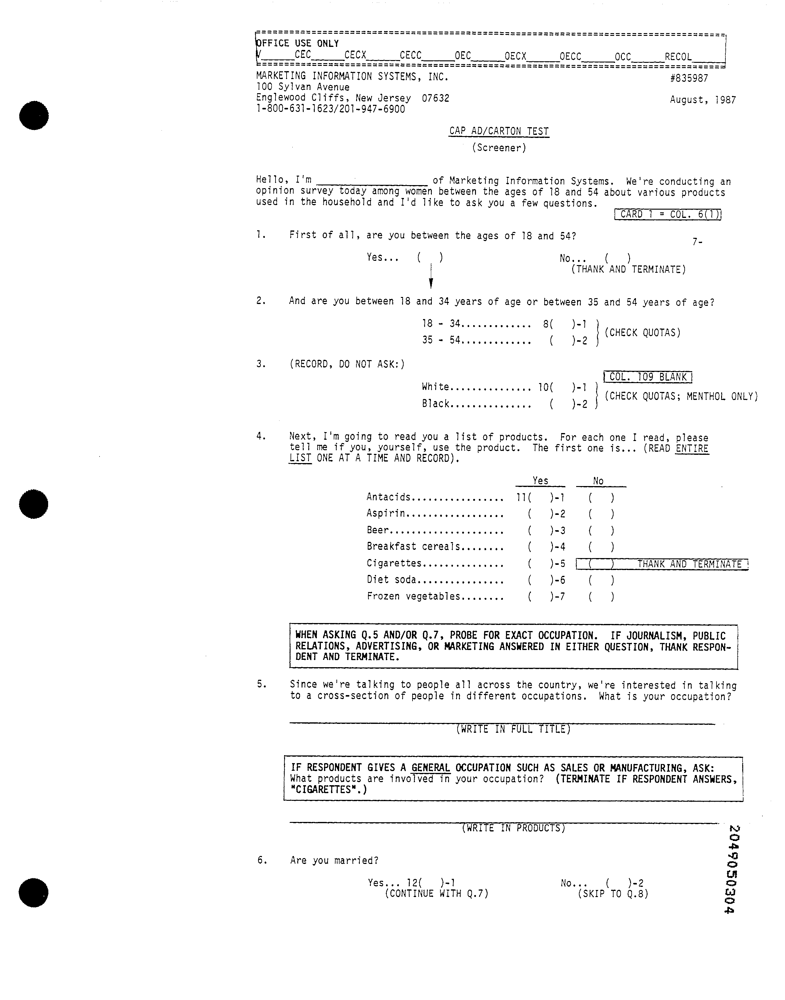 OFFICE USE ONLY
V______CEC______CECX______CECC______OEC______OECX______OECC______OCC______RECOL______
MARKETING INFORMATION SYSTEMS, INC. #835987
100 Sylvan Avenue
Englewood Cliffs, New Jersey 07632 August, 1987
1-800-631-1623/201-947-6900
CAP AD/CARTON TEST
(Screener)
Hello, I'm ____________________ of Marketing Information Systems. We're conducting an
opinion survey today among women between the ages of 18 and 54 about various products
used in the household and I'd like to ask you a few questions.
CARD 1 = COL. 6(1)
1. First of all, are you between the ages of 18 and 54?
7-
Yes... ( ) No... ( )
(THANK AND TERMINATE)
2. And are you between 18 and 34 years of age or between 35 and 54 years of age?
18 - 34............. 8( )-1
35 - 54............. ( )-2 (CHECK QUOTAS)
3. (RECORD, DO NOT ASK:)
COL. 109 BLANK
White............... 10( )-1
Black............... ( )-2 (CHECK QUOTAS; MENTHOL ONLY)
4. Next, I'm going to read you a list of products. For each one I read, please
tell me if you, yourself, use the product. The first one is... (READ ENTIRE
LIST ONE AT A TIME AND RECORD).
Yes No
Antacids................. 11( )-1 ( )
Aspirin.................. ( )-2 ( )
Beer..................... ( )-3 ( )
Breakfast cereals........ ( )-4 ( )
Cigarettes............... ( )-5 ( ) THANK AND TERMINATE
Diet soda................ ( )-6 ( )
Frozen vegetables........ ( )-7 ( )
WHEN ASKING Q.5 AND/OR Q.7, PROBE FOR EXACT OCCUPATION. IF JOURNALISM, PUBLIC
RELATIONS, ADVERTISING, OR MARKETING ANSWERED IN EITHER QUESTION, THANK RESPON-
DENT AND TERMINATE.
5. Since we're talking to people all across the country, we're interested in talking
to a cross-section of people in different occupations. What is your occupation?
(WRITE IN FULL TITLE)
IF RESPONDENT GIVES A GENERAL OCCUPATION SUCH AS SALES OR MANUFACTURING, ASK:
What products are involved in your occupation? (TERMINATE IF RESPONDENT ANSWERS,
"CIGARETTES".)
(WRITE IN PRODUCTS)
6. Are you married?
Yes... 12( )-1 No... ( )-2
(CONTINUE WITH Q.7) (SKIP TO Q.8)
2049050304